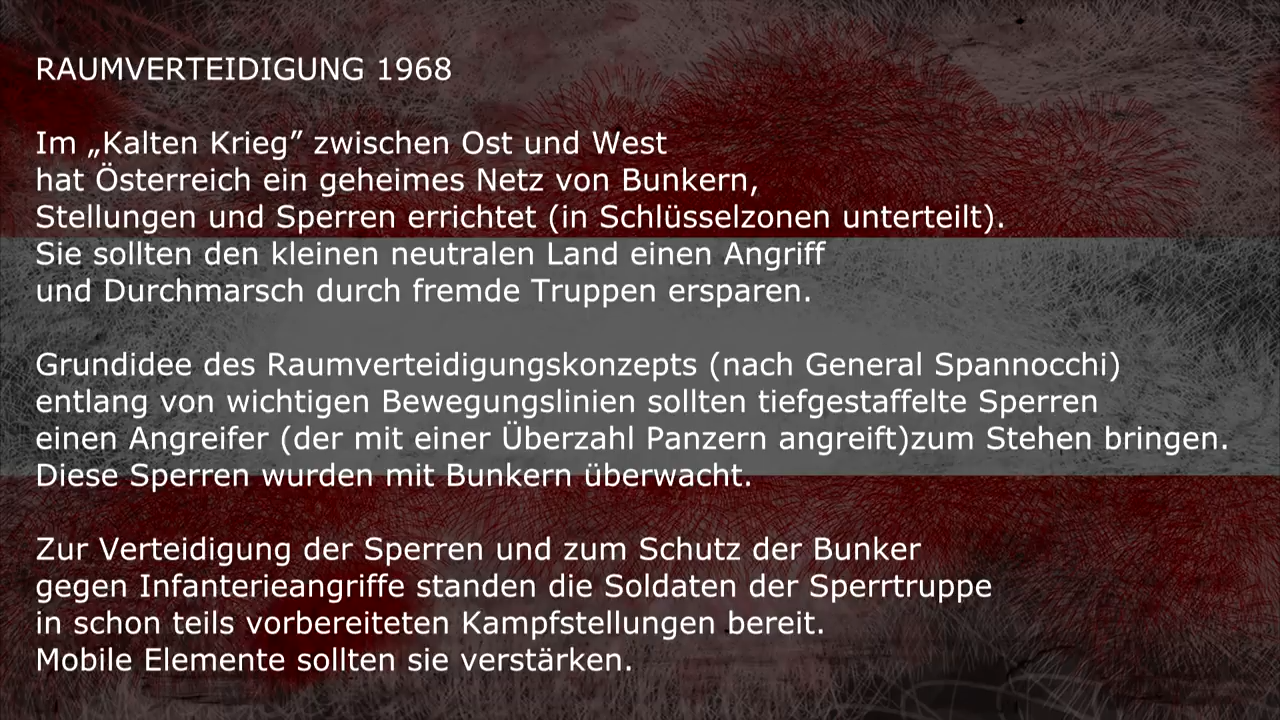 RAUMVERTEIDIGUNG 1968
Im „Kalten Krieg” zwischen Ost und West
hat Österreich ein geheimes Netz von Bunkern,
Stellungen und Sperren errichtet (in Schlüsselzonen unterteilt).
Sie sollten den kleinen neutralen Land einen Angriff
und Durchmarsch durch fremde Truppen ersparen.
Grundidee des Raumverteidigungskonzepts (nach General Spannocchi)
entlang von wichtigen Bewegungslinien sollten tiefgestaffelte Sperren
einen Angreifer (der mit einer Überzahl Panzern angreift)zum Stehen bringen.
Diese Sperren wurden mit Bunkern überwacht.
Zur Verteidigung der Sperren und zum Schutz der Bunker
gegen Infanterieangriffe standen die Soldaten der Sperrtruppe
in schon teils vorbereiteten Kampfstellungen bereit.
Mobile Elemente sollten sie verstärken.